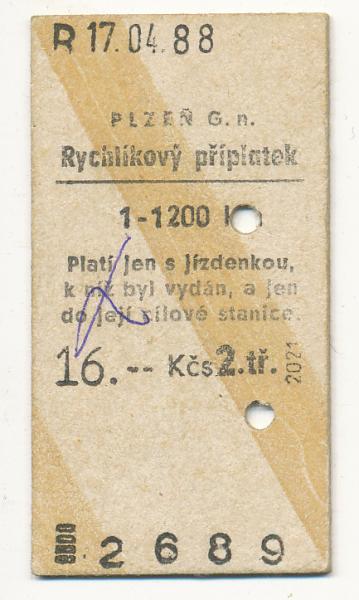 R 17.04.88
PLZEŇ G. n.
Rychlíkový příplatek
1-1200
Platí jen s jízdenkou,
k níž byl vydán, a jen
do její cílové stanice.
16.-- Kčs 2. tř.
2021
2689